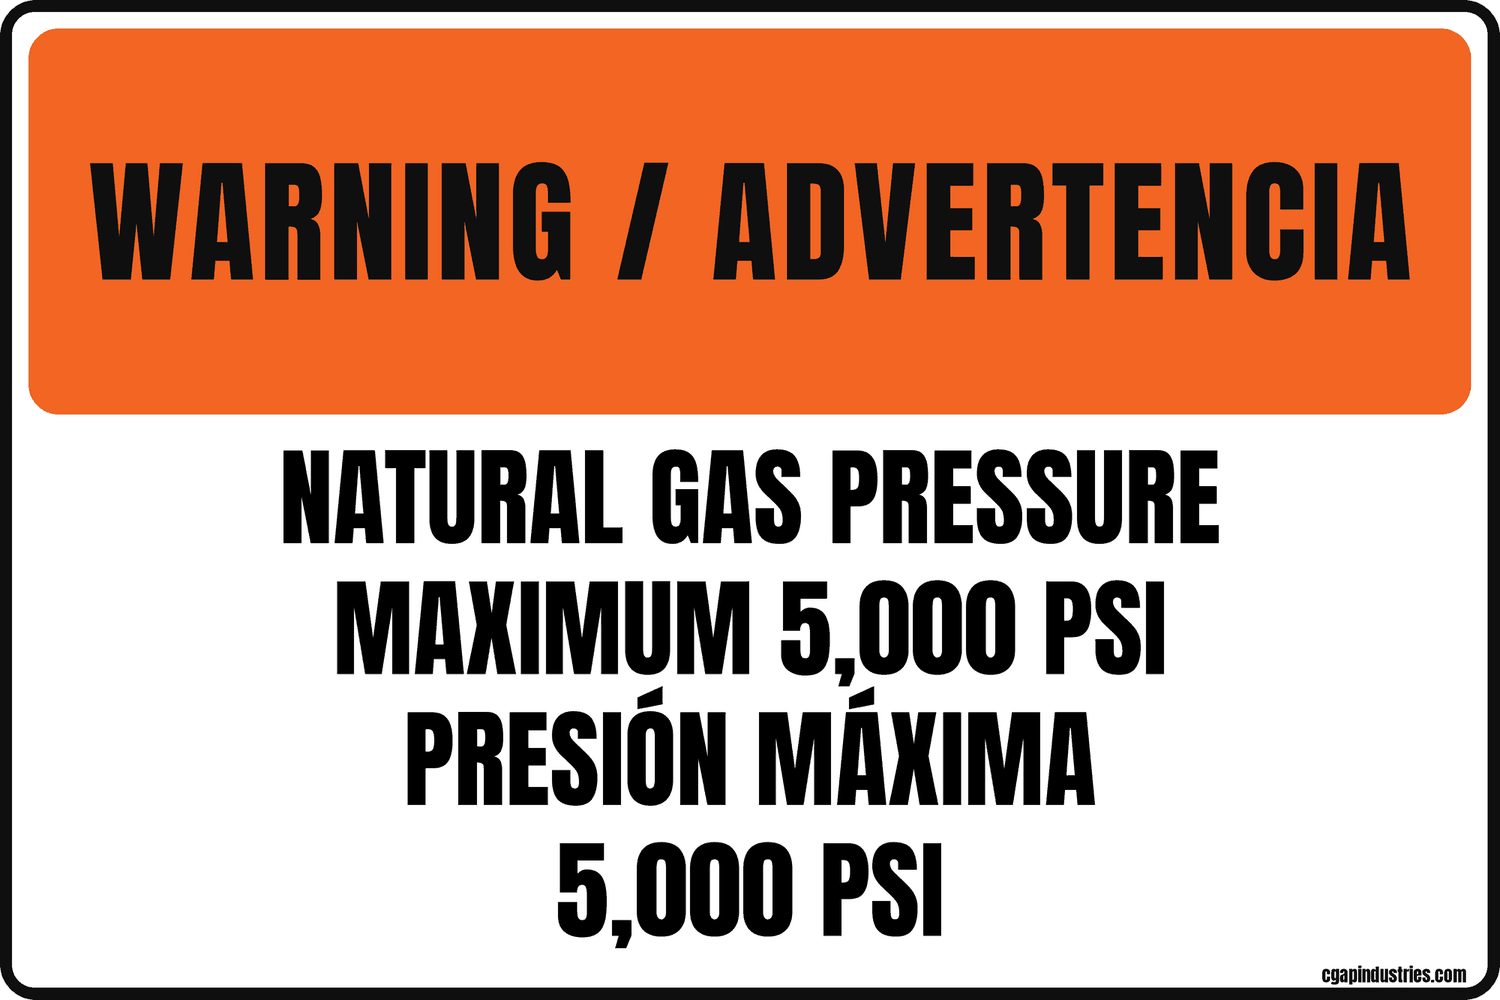 WARNING / ADVERTENCIA
NATURAL GAS PRESSURE
MAXIMUM 5,000 PSI
PRESIÓN MÁXIMA
5,000 PSI
cgapindustries.com